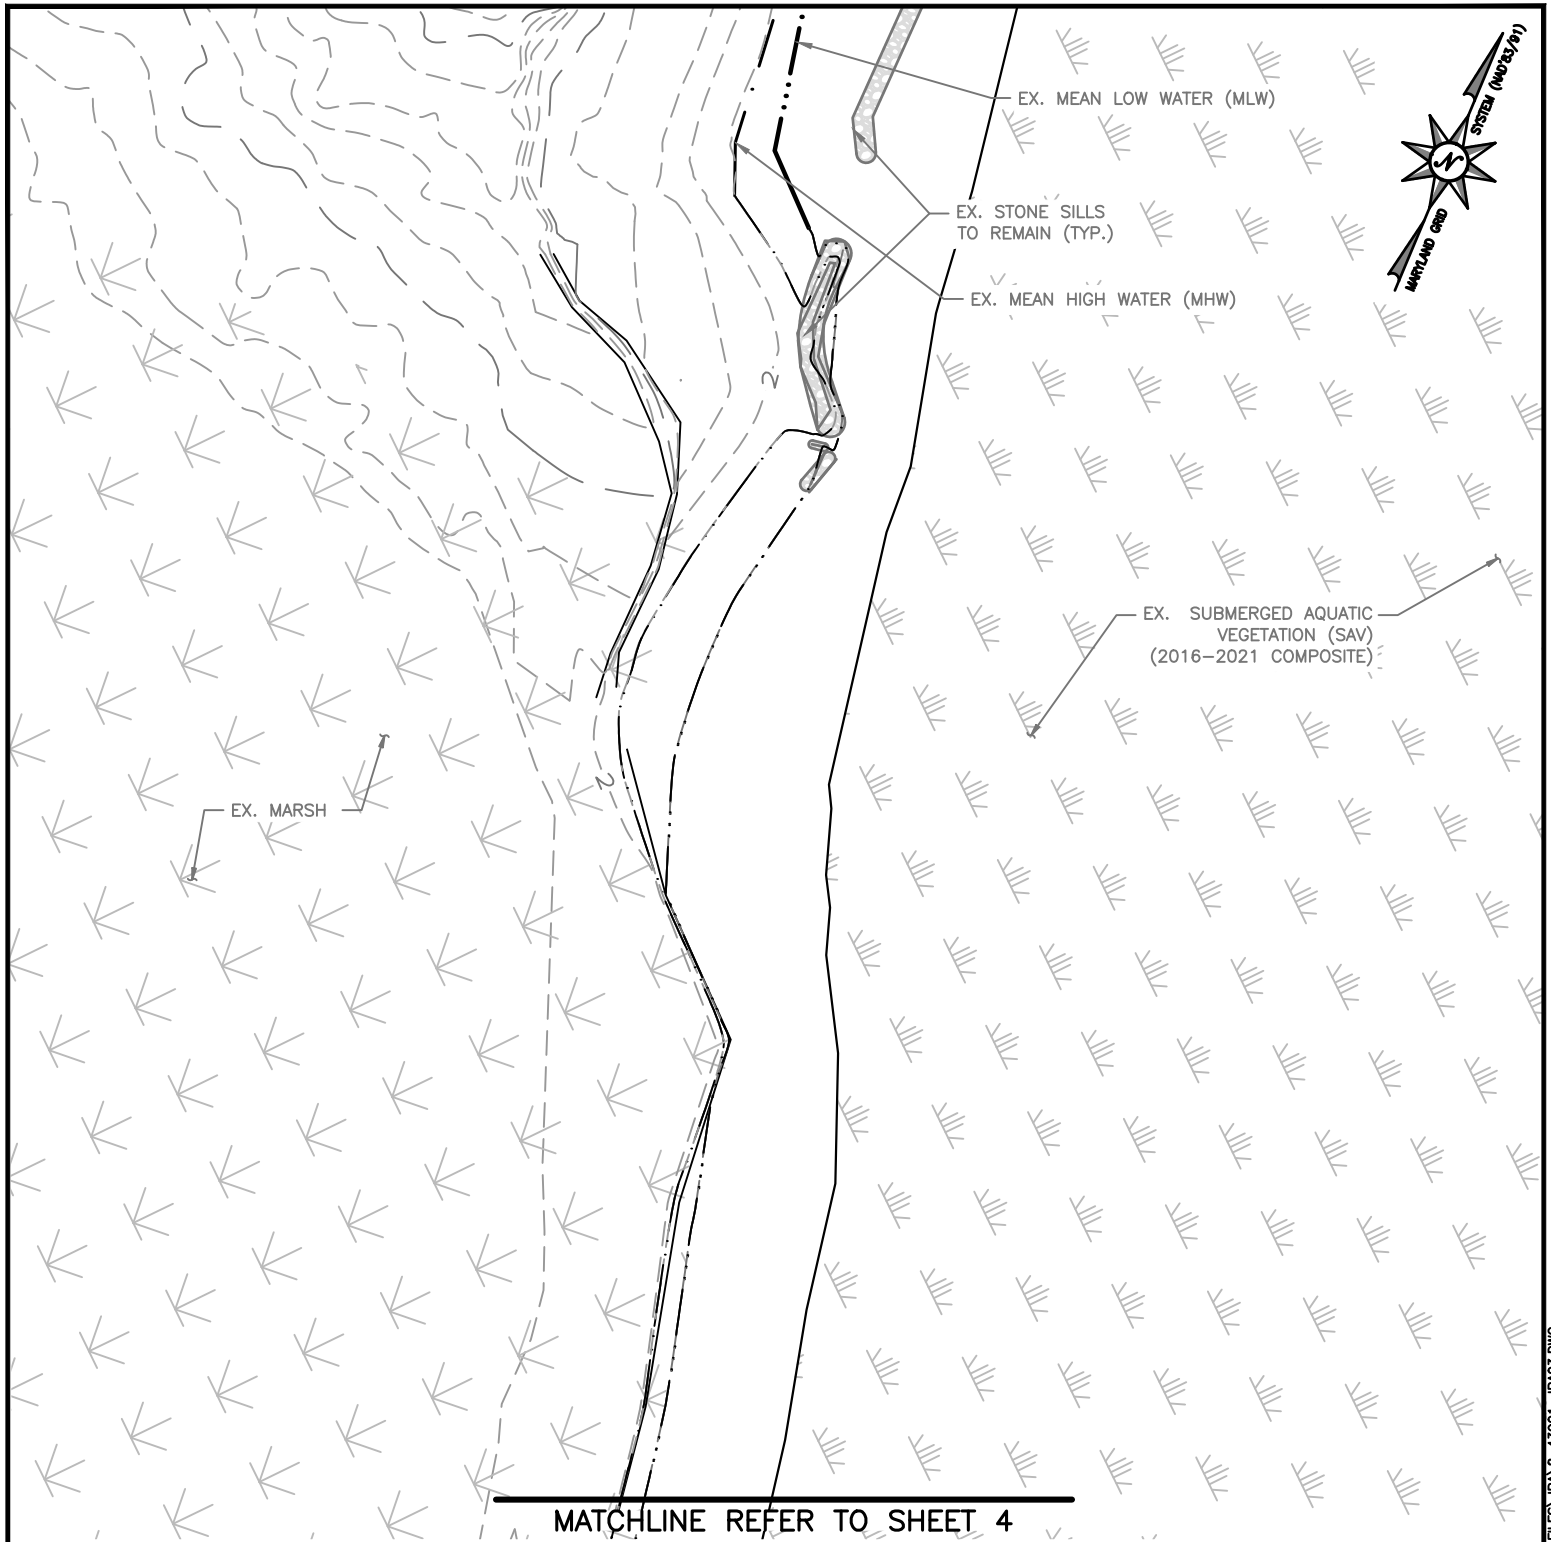 EX. MEAN LOW WATER (MLW)
SYSTEM (NAD'83/91)
N
MARYLAND GRID
EX. STONE SILLS
TO REMAIN (TYP.)
EX. MEAN HIGH WATER (MHW)
2
EX. SUBMERGED AQUATIC
VEGETATION (SAV)
(2016-2021 COMPOSITE)
2
EX. MARSH
MATCHLINE REFER TO SHEET 4